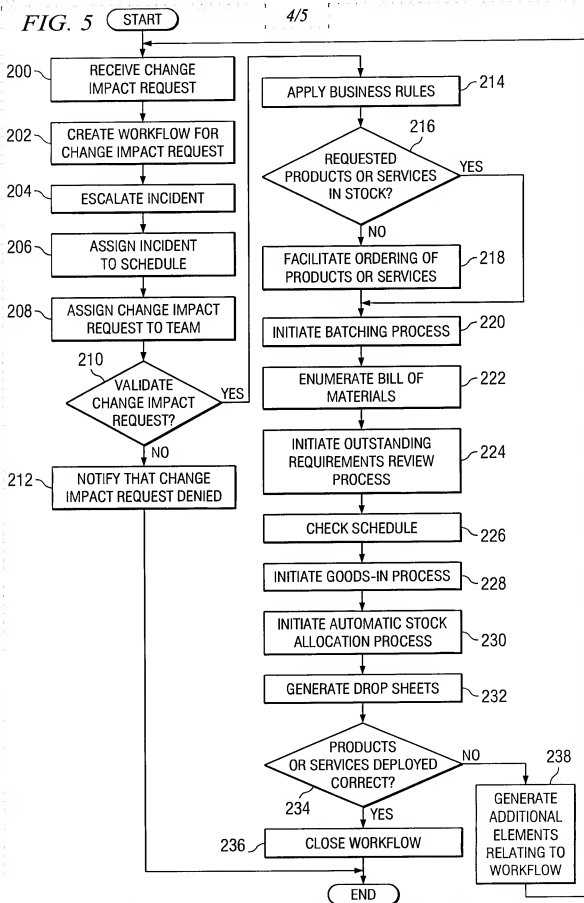 FIG. 5
4/5
START
200
RECEIVE CHANGE
IMPACT REQUEST
202
CREATE WORKFLOW FOR
CHANGE IMPACT REQUEST
204
ESCALATE INCIDENT
206
ASSIGN INCIDENT
TO SCHEDULE
208
ASSIGN CHANGE IMPACT
REQUEST TO TEAM
210
VALIDATE
CHANGE IMPACT
REQUEST?
YES
NO
212
NOTIFY THAT CHANGE
IMPACT REQUEST DENIED
APPLY BUSINESS RULES
214
216
REQUESTED
PRODUCTS OR SERVICES
IN STOCK?
YES
NO
FACILITATE ORDERING OF
PRODUCTS OR SERVICES
218
INITIATE BATCHING PROCESS
220
ENUMERATE BILL OF
MATERIALS
222
INITIATE OUTSTANDING
REQUIREMENTS REVIEW
PROCESS
224
CHECK SCHEDULE
226
INITIATE GOODS-IN PROCESS
228
INITIATE AUTOMATIC STOCK
ALLOCATION PROCESS
230
GENERATE DROP SHEETS
232
PRODUCTS
OR SERVICES DEPLOYED
CORRECT?
234
NO
YES
236
CLOSE WORKFLOW
238
GENERATE
ADDITIONAL
ELEMENTS
RELATING TO
WORKFLOW
END